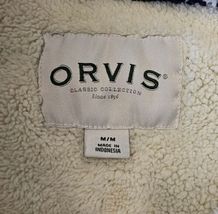 ORVIS
CLASSIC COLLECTION
Since 1856
M/M
MADE IN
INDONESIA